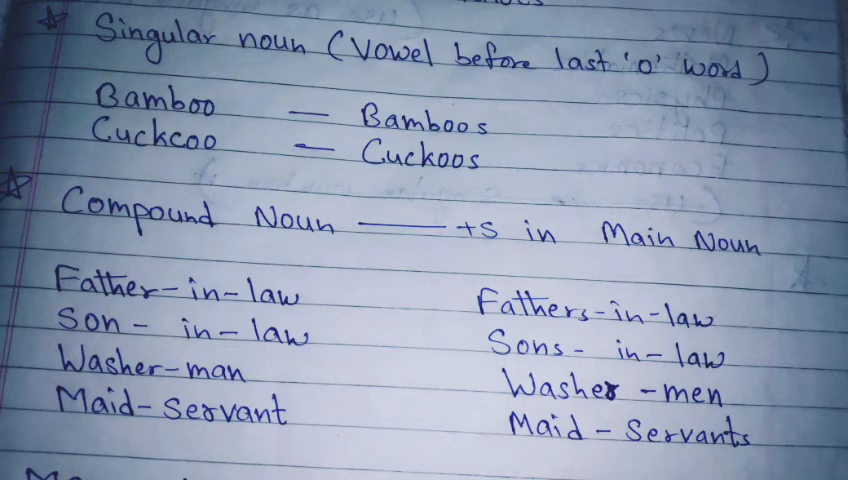 ☆ Singular noun (Vowel before last 'o' word)
Bamboo — Bamboos
Cuckcoo — Cuckoos
☆ Compound Noun —— +s in Main Noun
Father-in-law Fathers-in-law
Son - in-law Sons - in-law
Washer-man Washer -men
Maid-Servant Maid - Servants